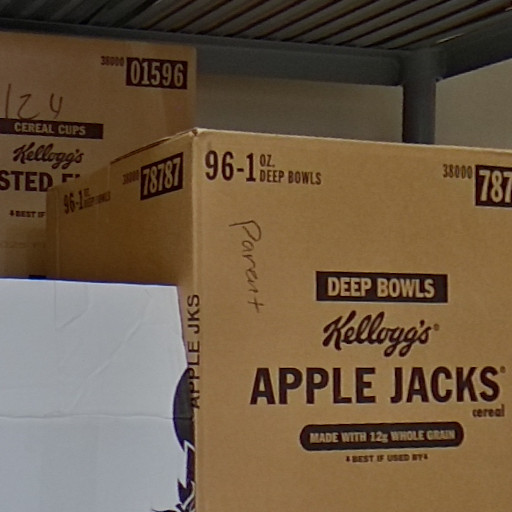 38000 01596
124
CEREAL CUPS
Kellogg's
STED
*BEST IF
96-1 OZ. DEEP BOWLS
38000 78787
APPLE JKS
96-1 OZ. DEEP BOWLS
38000 787
Parent
DEEP BOWLS
Kellogg's®
APPLE JACKS®
cereal
MADE WITH 12g WHOLE GRAIN
*BEST IF USED BY*